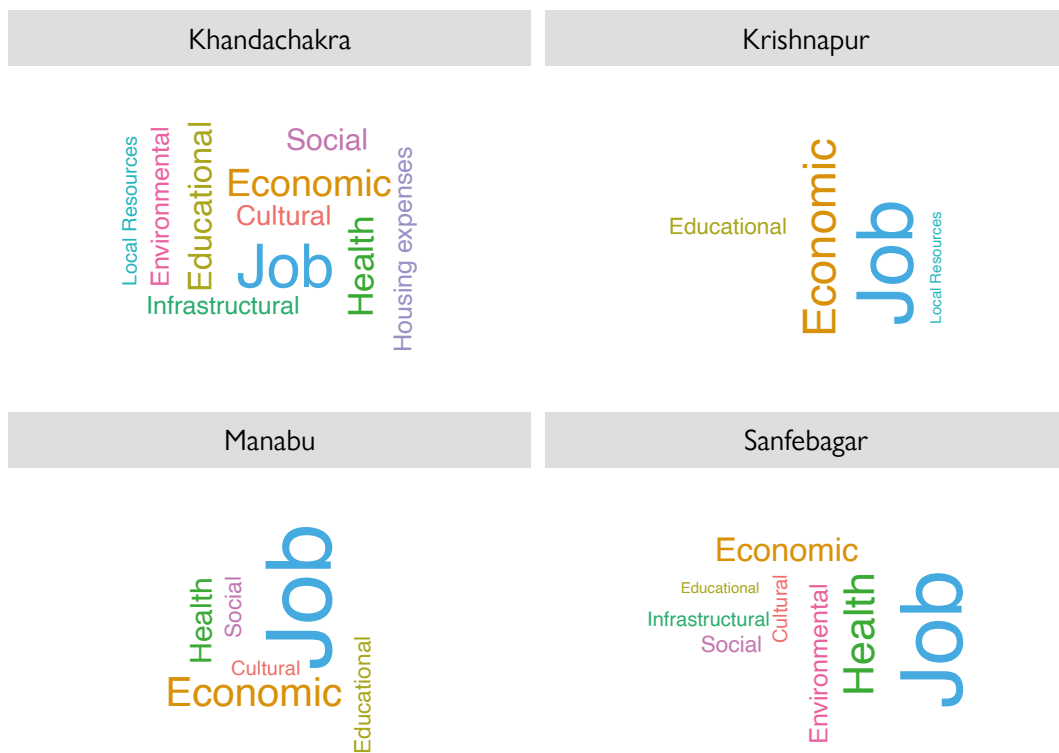 Khandachakra
Local Resources
Environmental
Educational
Social
Economic
Cultural
Job
Health
Housing expenses
Infrastructural
Krishnapur
Educational
Economic
Job
Local Resources
Manabu
Health
Social
Job
Cultural
Economic
Educational
Sanfebagar
Economic
Educational
Infrastructural
Social
Cultural
Environmental
Health
Job